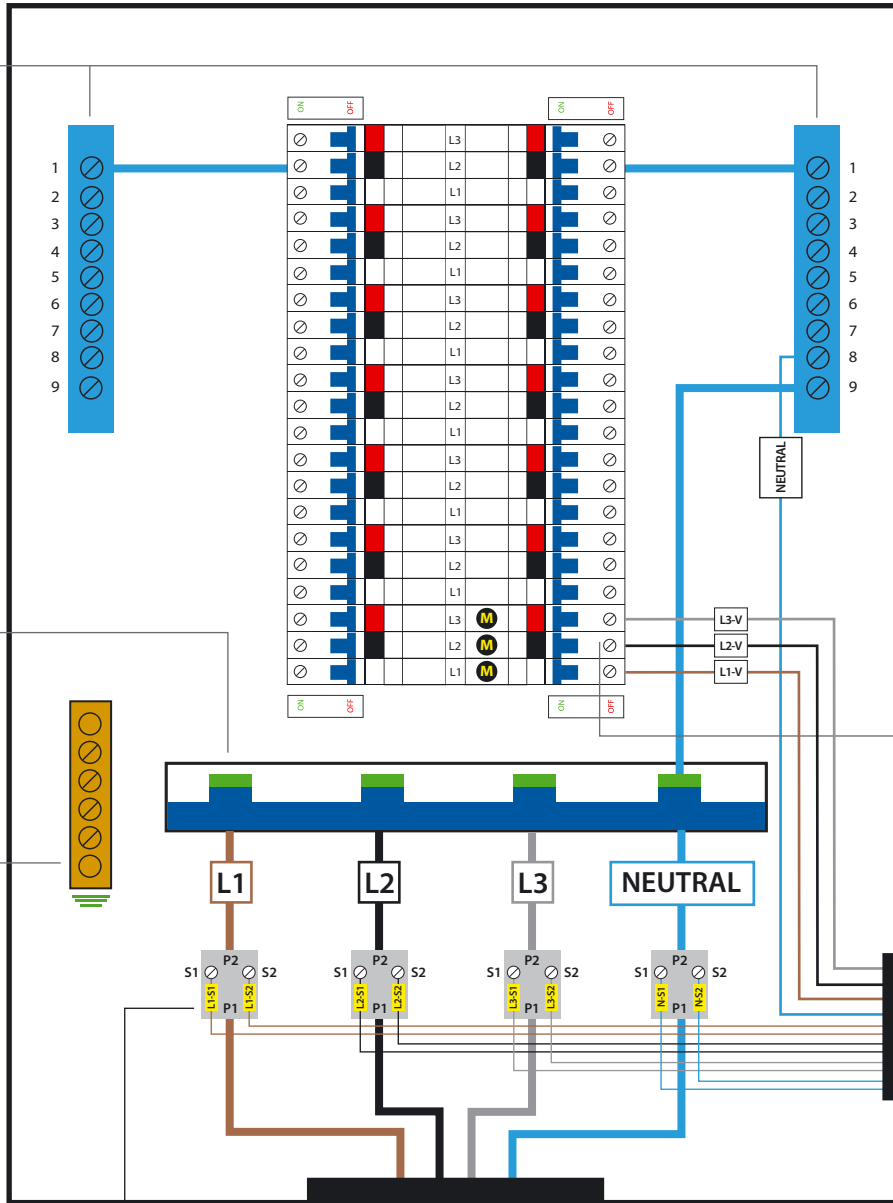 ON OFF ON OFF
L3
1 L2 1
2 L1 2
3 L3 3
4 L2 4
5 L1 5
6 L3 6
7 L2 7
8 L1 8
9 L3 9
L2
L1
L3
L2
NEUTRAL
L1
L3
L2
L1
L3 M L3-V
L2 M L2-V
L1 M L1-V
ON OFF ON OFF
L1 L2 L3 NEUTRAL
P2 P2 P2 P2
S1 S2 S1 S2 S1 S2 S1 S2
L1-S1 L1-S2 L2-S1 L2-S2 L3-S1 L3-S2 N-S1 N-S2
P1 P1 P1 P1